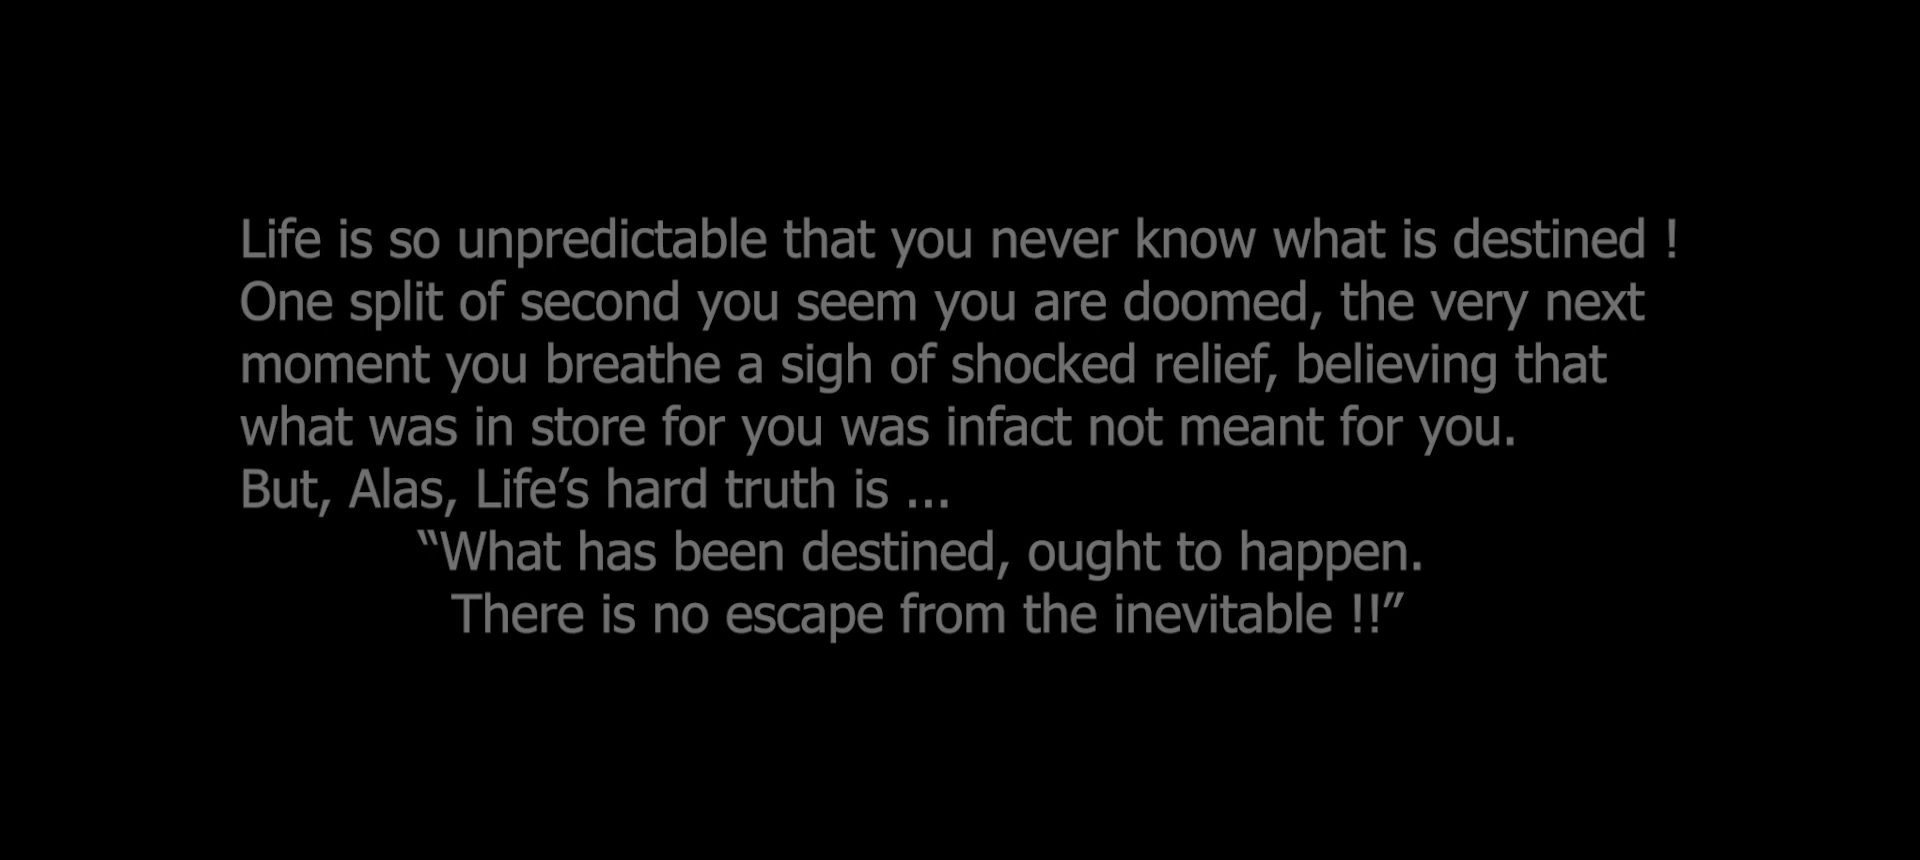 Life is so unpredictable that you never know what is destined !
One split of second you seem you are doomed, the very next
moment you breathe a sigh of shocked relief, believing that
what was in store for you was infact not meant for you.
But, Alas, Life’s hard truth is ...
“What has been destined, ought to happen.
There is no escape from the inevitable !!”